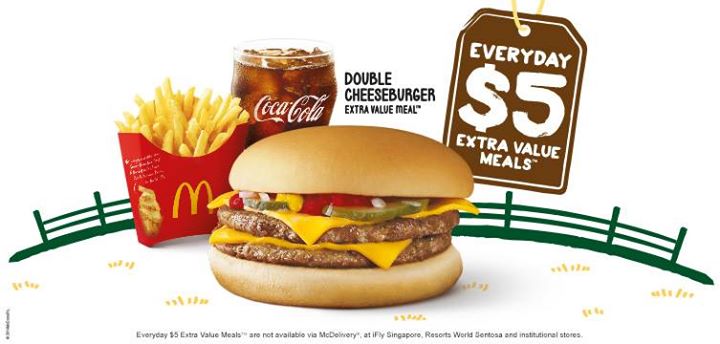 EVERYDAY
$5
EXTRA VALUE
MEALS™
DOUBLE
CHEESEBURGER
EXTRA VALUE MEAL™
Coca-Cola
Everyday $5 Extra Value Meals™ are not available via McDelivery®, at iFly Singapore, Resorts World Sentosa and institutional stores.